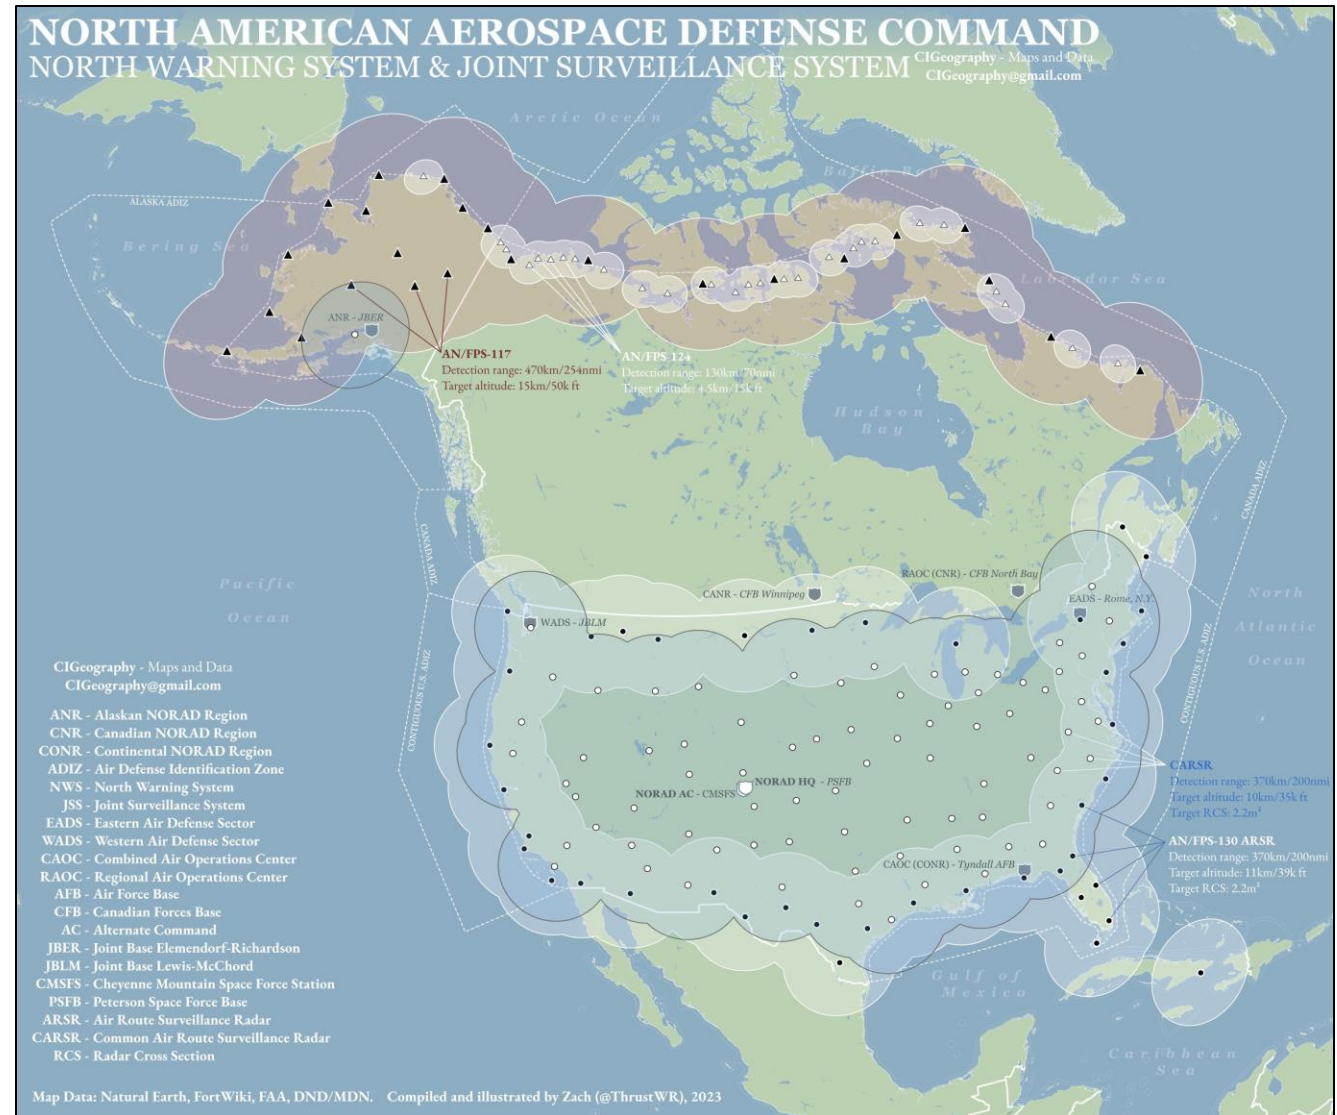 NORTH AMERICAN AEROSPACE DEFENSE COMMAND
NORTH WARNING SYSTEM & JOINT SURVEILLANCE SYSTEM
CIGeography - Maps and Data
CIGeography@gmail.com
Arctic Ocean
Baffin Bay
ALASKA ADIZ
Bering Sea
Labrador Sea
ANR - JBER
AN/FPS-117
Detection range: 470km/254nmi
Target altitude: 15km/50k ft
AN/FPS-124
Detection range: 130km/70nmi
Target altitude: 4.5km/15k ft
Hudson
Bay
CANADA ADIZ
CANADA ADIZ
Pacific
Ocean
RAOC (CNR) - CFB North Bay
CANR - CFB Winnipeg
EADS - Rome, N.Y.
WADS - JBLM
North
Atlantic
Ocean
CONTIGUOUS U.S. ADIZ
CONTIGUOUS U.S. ADIZ
CIGeography - Maps and Data
CIGeography@gmail.com
ANR - Alaskan NORAD Region
CNR - Canadian NORAD Region
CONR - Continental NORAD Region
ADIZ - Air Defense Identification Zone
NWS - North Warning System
JSS - Joint Surveillance System
EADS - Eastern Air Defense Sector
WADS - Western Air Defense Sector
CAOC - Combined Air Operations Center
RAOC - Regional Air Operations Center
AFB - Air Force Base
CFB - Canadian Forces Base
AC - Alternate Command
JBER - Joint Base Elemendorf-Richardson
JBLM - Joint Base Lewis-McChord
CMSFS - Cheyenne Mountain Space Force Station
PSFB - Peterson Space Force Base
ARSR - Air Route Surveillance Radar
CARSR - Common Air Route Surveillance Radar
RCS - Radar Cross Section
NORAD HQ - PSFB
NORAD AC - CMSFS
CARSR
Detection range: 370km/200nmi
Target altitude: 10km/35k ft
Target RCS: 2.2m²
AN/FPS-130 ARSR
Detection range: 370km/200nmi
Target altitude: 11km/39k ft
Target RCS: 2.2m²
CAOC (CONR) - Tyndall AFB
Gulf of
Mexico
Caribbean
Sea
Map Data: Natural Earth, FortWiki, FAA, DND/MDN. Compiled and illustrated by Zach (@ThrustWR), 2023